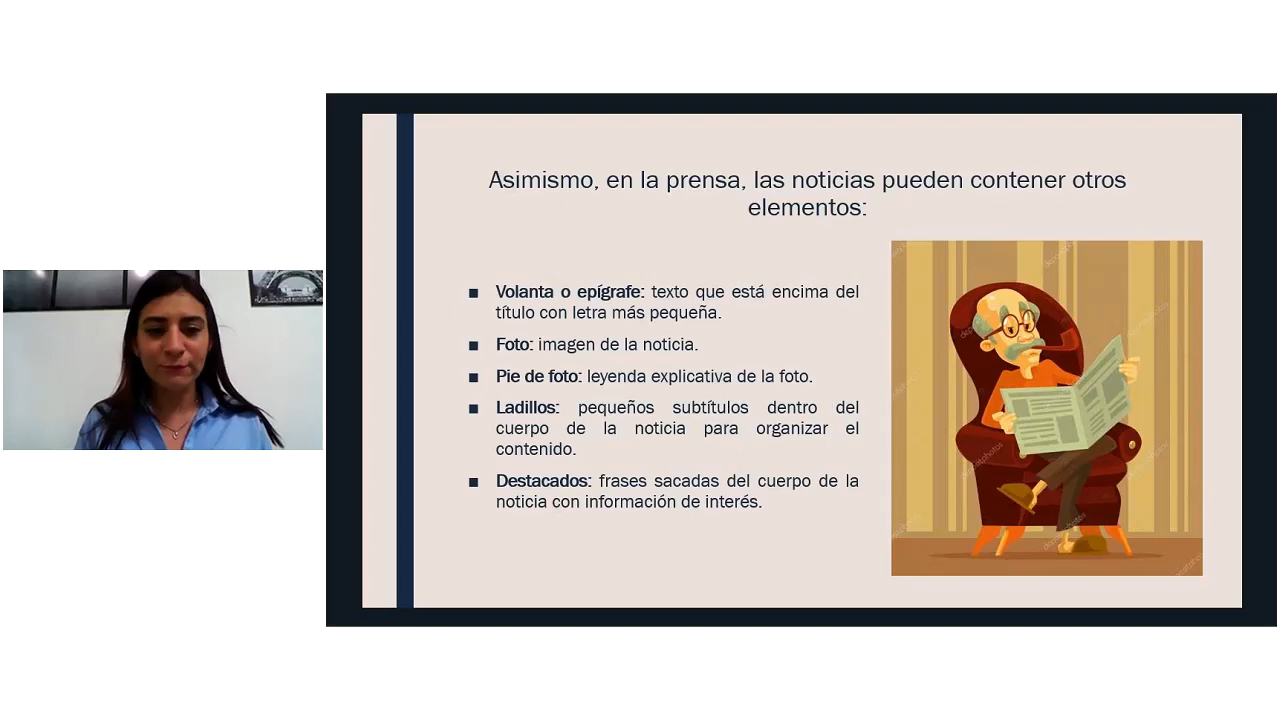 Asimismo, en la prensa, las noticias pueden contener otros
elementos:
■ Volanta o epígrafe: texto que está encima del
título con letra más pequeña.
■ Foto: imagen de la noticia.
■ Pie de foto: leyenda explicativa de la foto.
■ Ladillos: pequeños subtítulos dentro del
cuerpo de la noticia para organizar el
contenido.
■ Destacados: frases sacadas del cuerpo de la
noticia con información de interés.
depositphotos